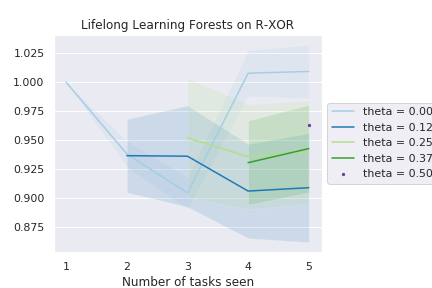 Lifelong Learning Forests on R-XOR
1.025
1.000
0.975
0.950
0.925
0.900
0.875
1 2 3 4 5
Number of tasks seen
theta = 0.00
theta = 0.12
theta = 0.25
theta = 0.37
theta = 0.50